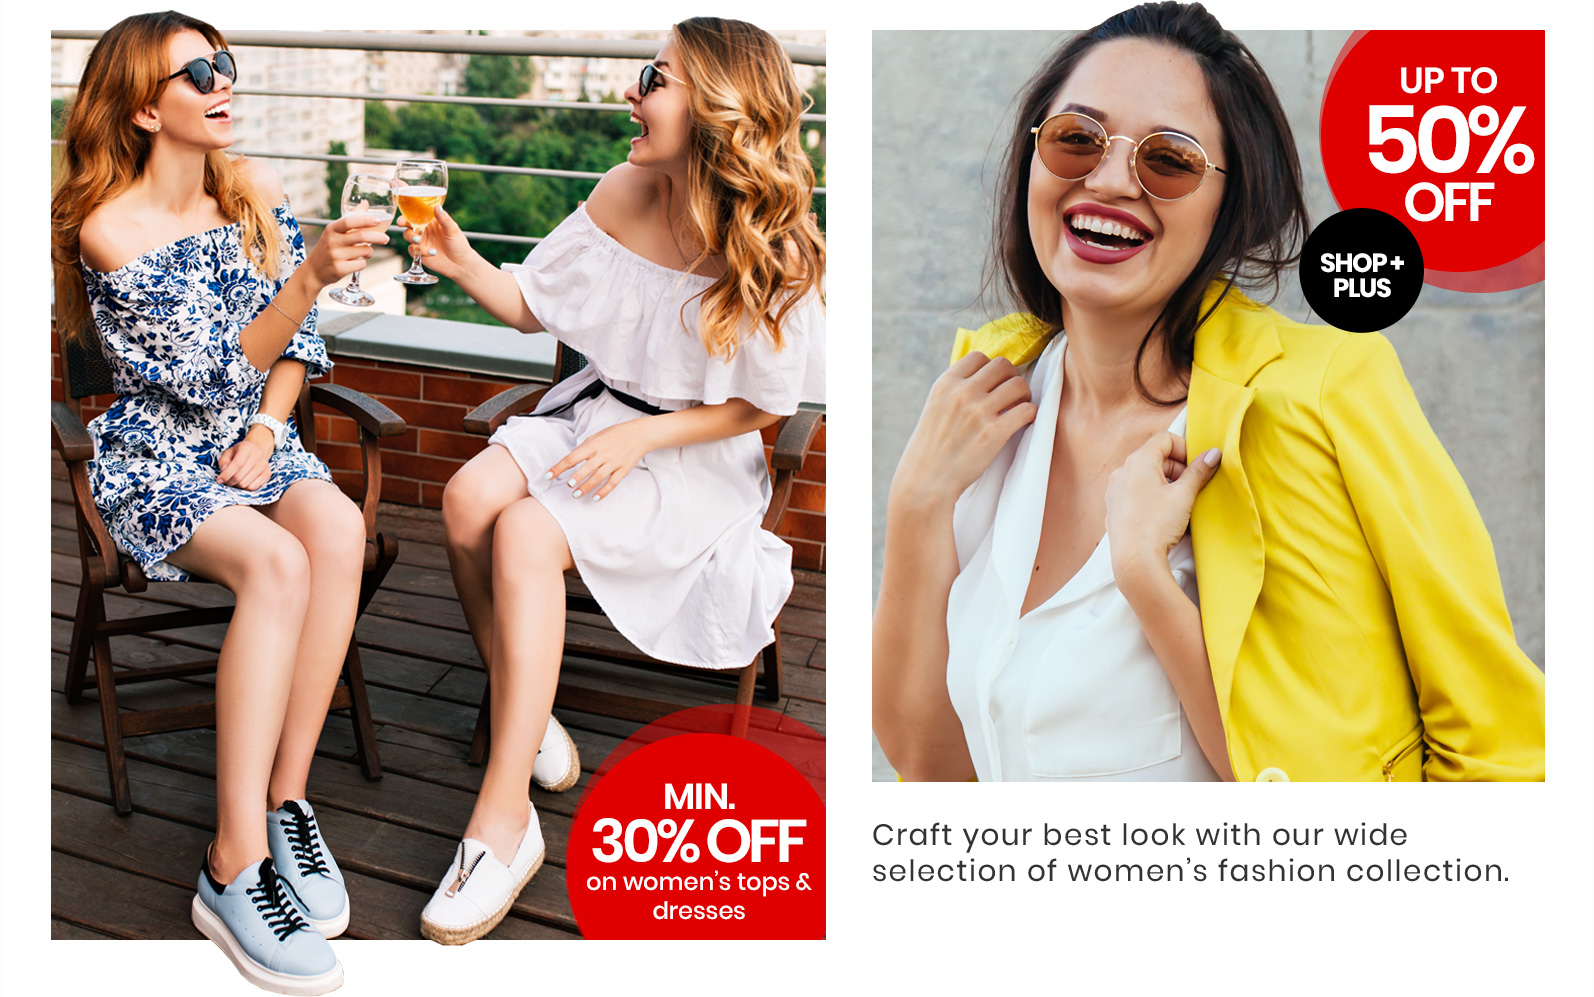 MIN.
30% OFF
on women's tops &
dresses
UP TO
50%
OFF
SHOP+
PLUS
Craft your best look with our wide
selection of women's fashion collection.